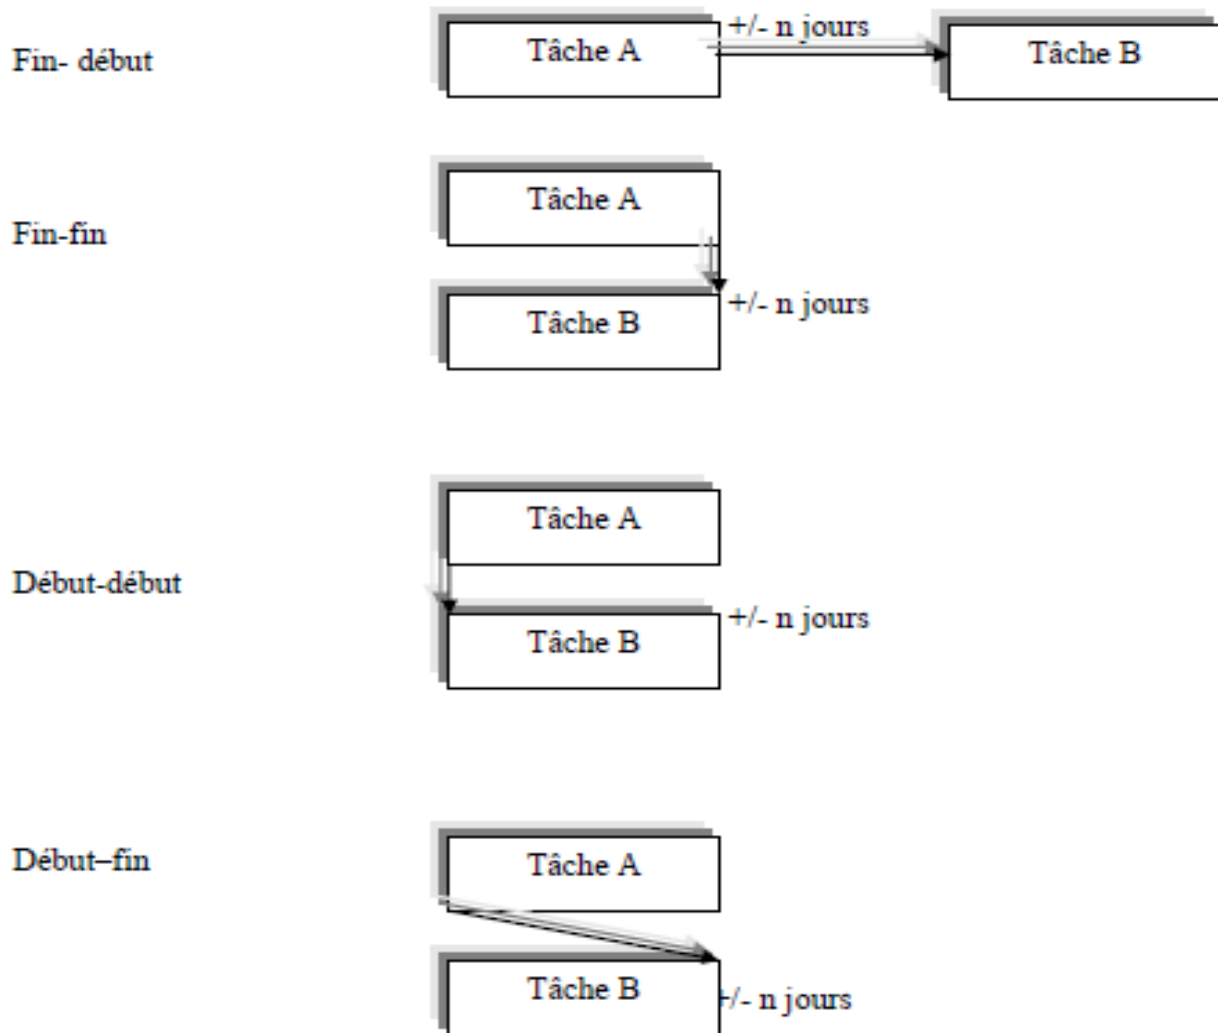 Fin- début
Tâche A
+/- n jours
Tâche B
Fin-fin
Tâche A
Tâche B
+/- n jours
Début-début
Tâche A
Tâche B
+/- n jours
Début–fin
Tâche A
Tâche B
+/- n jours